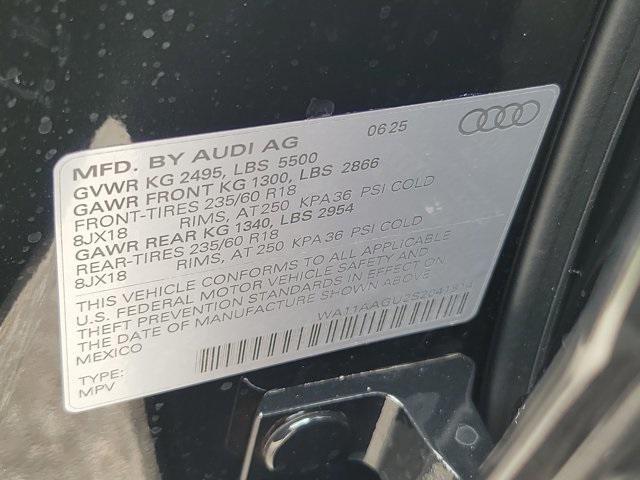 MFD. BY AUDI AG 06 25
GVWR KG 2495, LBS 5500
GAWR FRONT KG 1300, LBS 2866
FRONT-TIRES 235/60 R18
8JX18 RIMS, AT 250 KPA 36 PSI COLD
GAWR REAR KG 1340, LBS 2954
REAR-TIRES 235/60 R18
8JX18 RIMS, AT 250 KPA 36 PSI COLD
THIS VEHICLE CONFORMS TO ALL APPLICABLE
U.S. FEDERAL MOTOR VEHICLE SAFETY AND
THEFT PREVENTION STANDARDS IN EFFECT ON
THE DATE OF MANUFACTURE SHOWN ABOVE
MEXICO
TYPE:
MPV